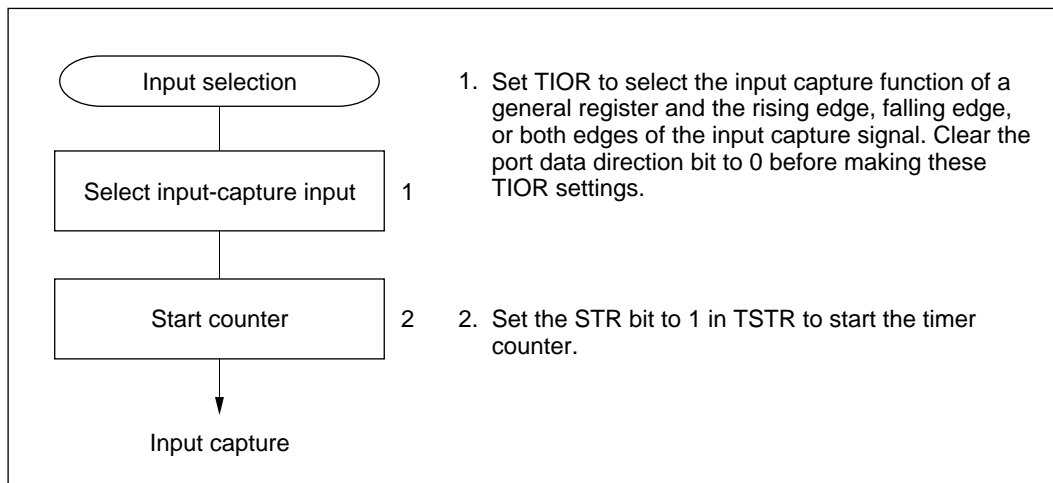 Input selection
1. Set TIOR to select the input capture function of a
general register and the rising edge, falling edge,
or both edges of the input capture signal. Clear the
port data direction bit to 0 before making these
TIOR settings.
Select input-capture input 1
Start counter 2
2. Set the STR bit to 1 in TSTR to start the timer
counter.
Input capture